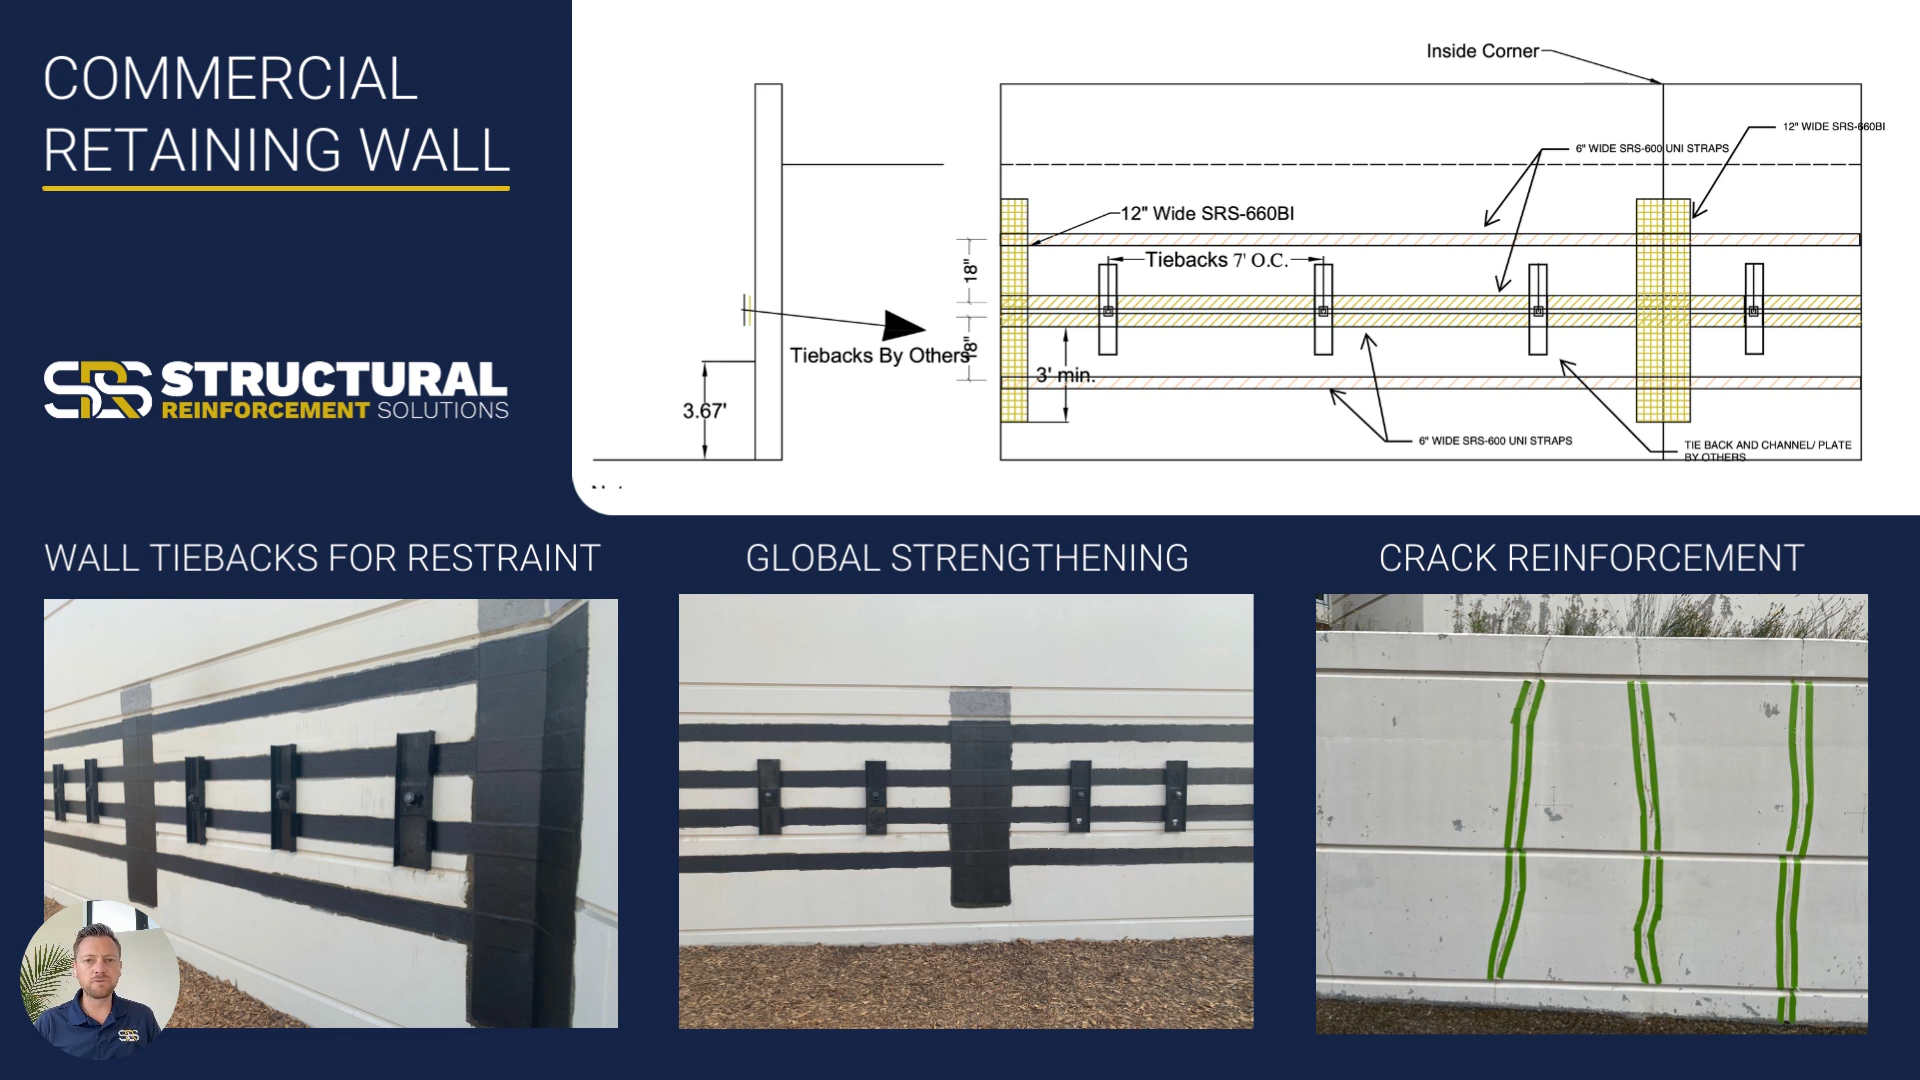 COMMERCIAL
RETAINING WALL
SRS STRUCTURAL
REINFORCEMENT SOLUTIONS
Inside Corner
12" WIDE SRS-660BI
6" WIDE SRS-600 UNI STRAPS
12" Wide SRS-660BI
Tiebacks 7' O.C.
18"
Tiebacks By Others
18"
3' min.
3.67'
6" WIDE SRS-600 UNI STRAPS
TIE BACK AND CHANNEL/ PLATE
BY OTHERS
WALL TIEBACKS FOR RESTRAINT
GLOBAL STRENGTHENING
CRACK REINFORCEMENT
SRS